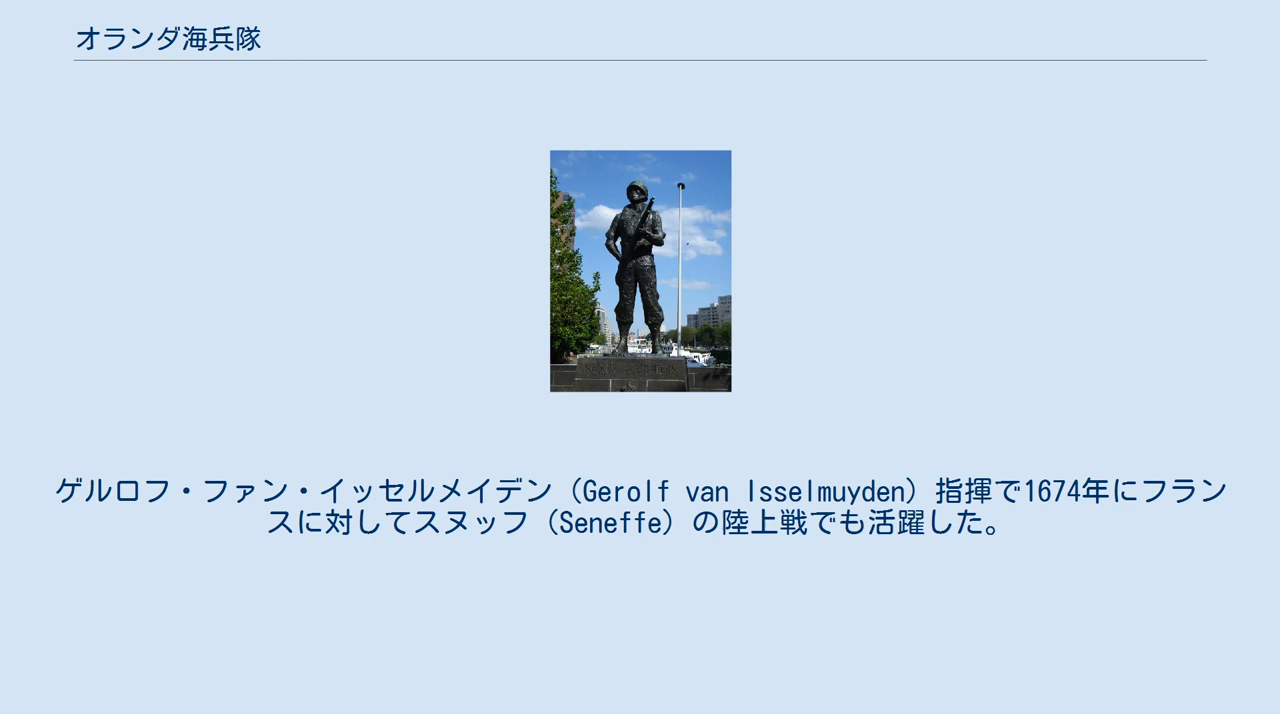 オランダ海兵隊
ゲルロフ・ファン・イッセルメイデン（Gerolf van Isselmuyden）指揮で1674年にフラン
スに対してスヌッフ（Seneffe）の陸上戦でも活躍した。